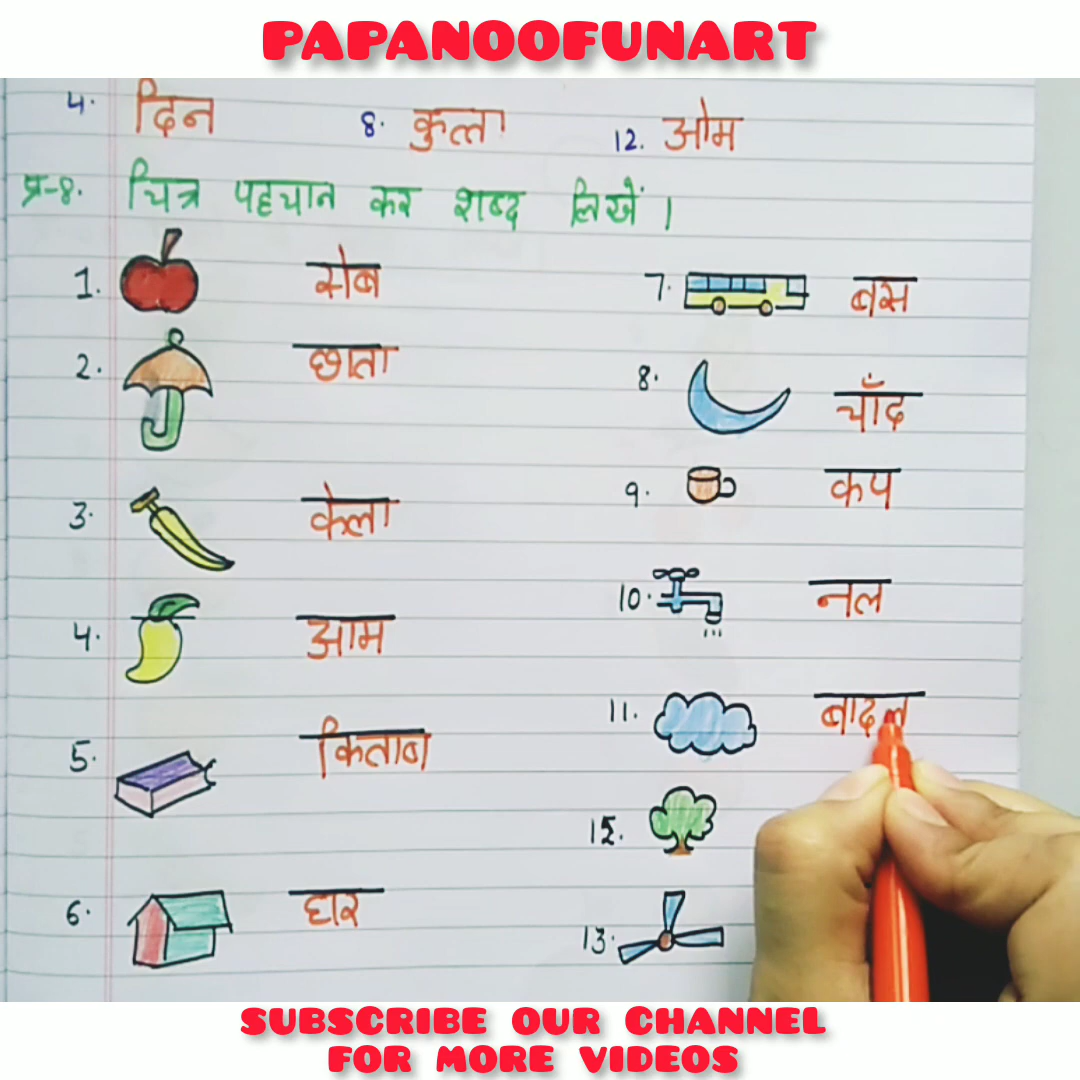 PAPANOOFUNART
4. दिन 8. कुत्ता 12. ओम
प्र-8. चित्र पहचान कर शब्द लिखें ।
1. सेब
2. छाता
3. केला
4. आम
5. किताब
6. घर
7. बस
8. चाँद
9. कप
10. नल
11. बादल
12.
13.
SUBSCRIBE OUR CHANNEL
FOR MORE VIDEOS